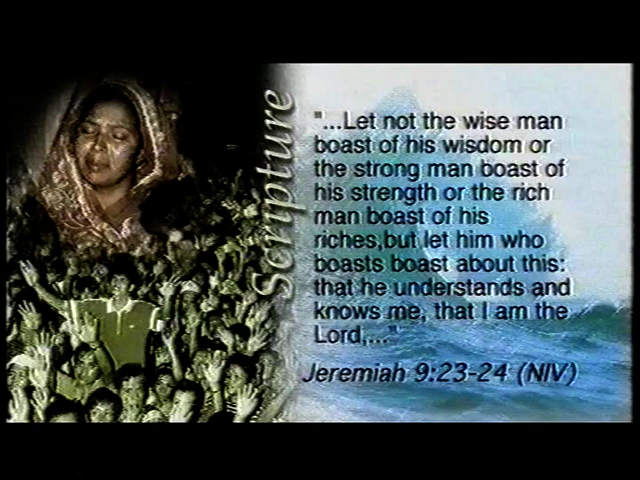 Scripture
"...Let not the wise man
boast of his wisdom or
the strong man boast of
his strength or the rich
man boast of his
riches,but let him who
boasts boast about this:
that he understands and
knows me, that I am the
Lord,..."
Jeremiah 9:23-24 (NIV)